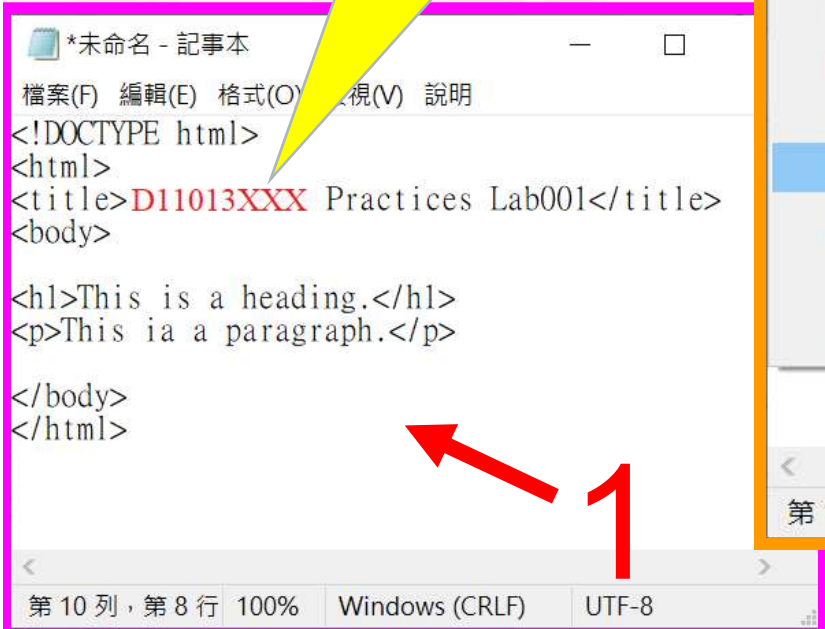 *未命名 - 記事本
檔案(F) 編輯(E) 格式(O) 視(V) 說明
<!DOCTYPE html>
<html>
<title>D11013XXX Practices Lab001</title>
<body>
<h1>This is a heading.</h1>
<p>This ia a paragraph.</p>
</body>
</html>
1
第 10 列，第 8 行 100% Windows (CRLF) UTF-8
第